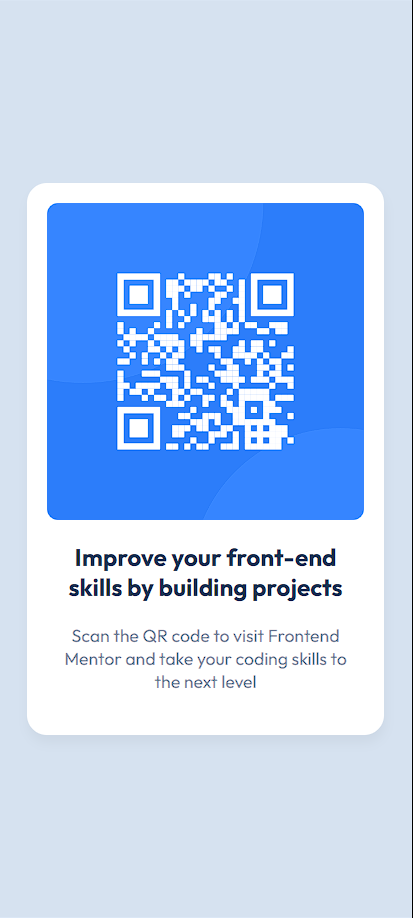 Improve your front-end
skills by building projects
Scan the QR code to visit Frontend
Mentor and take your coding skills to
the next level